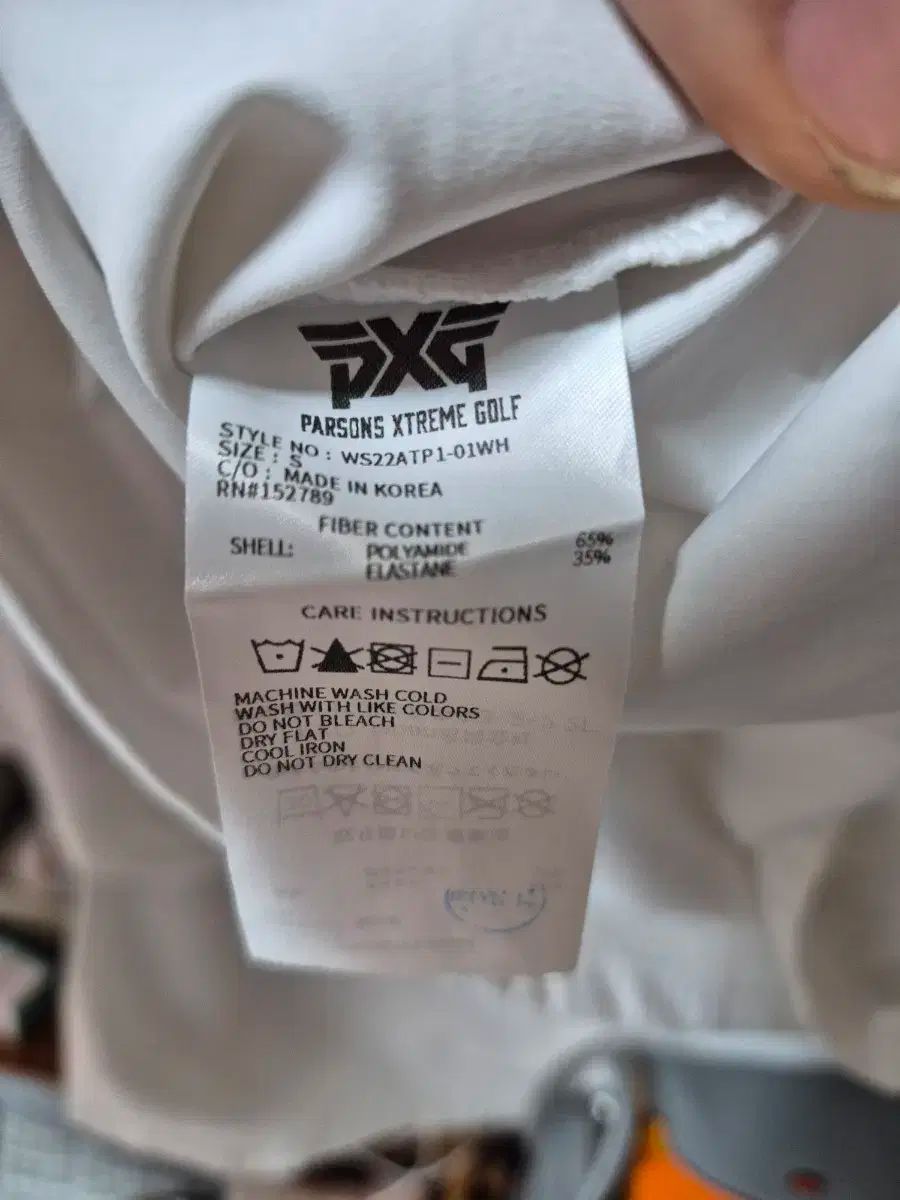 PXG
PARSONS XTREME GOLF
STYLE NO : WS22ATP1-01WH
SIZE : S
C/O : MADE IN KOREA
RN#152789
FIBER CONTENT
SHELL: POLYAMIDE 65%
ELASTANE 35%
CARE INSTRUCTIONS
MACHINE WASH COLD
WASH WITH LIKE COLORS
DO NOT BLEACH
DRY FLAT
COOL IRON
DO NOT DRY CLEAN